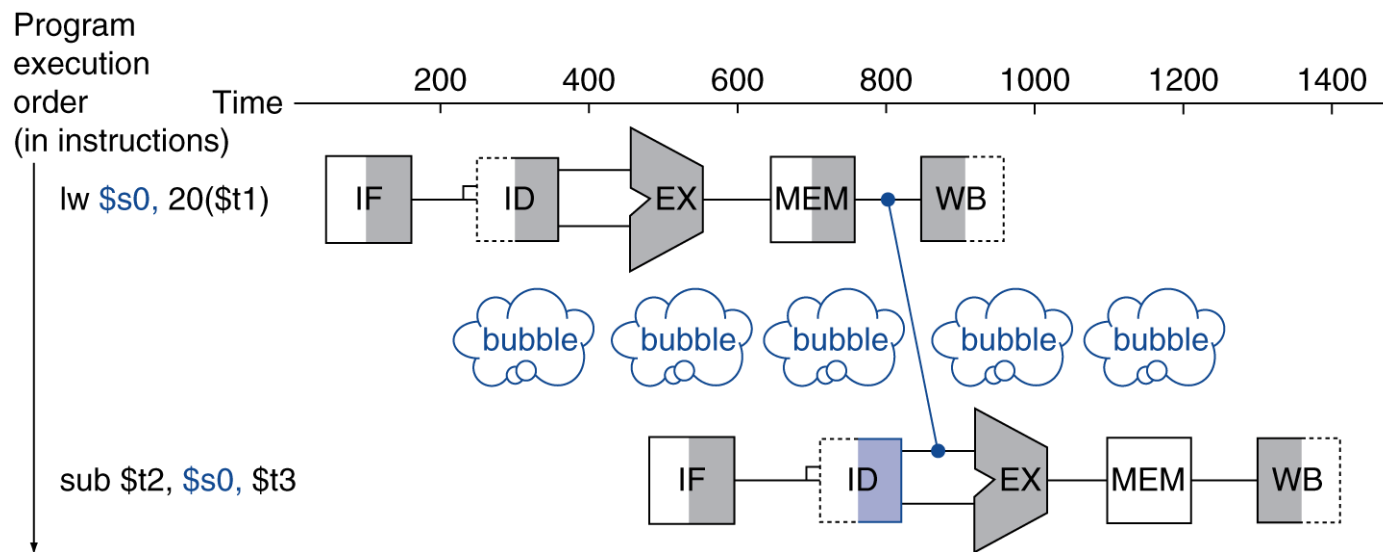 Program
execution
order
(in instructions)
Time
200 400 600 800 1000 1200 1400
lw $s0, 20($t1)
IF ID EX MEM WB
bubble bubble bubble bubble bubble
sub $t2, $s0, $t3
IF ID EX MEM WB